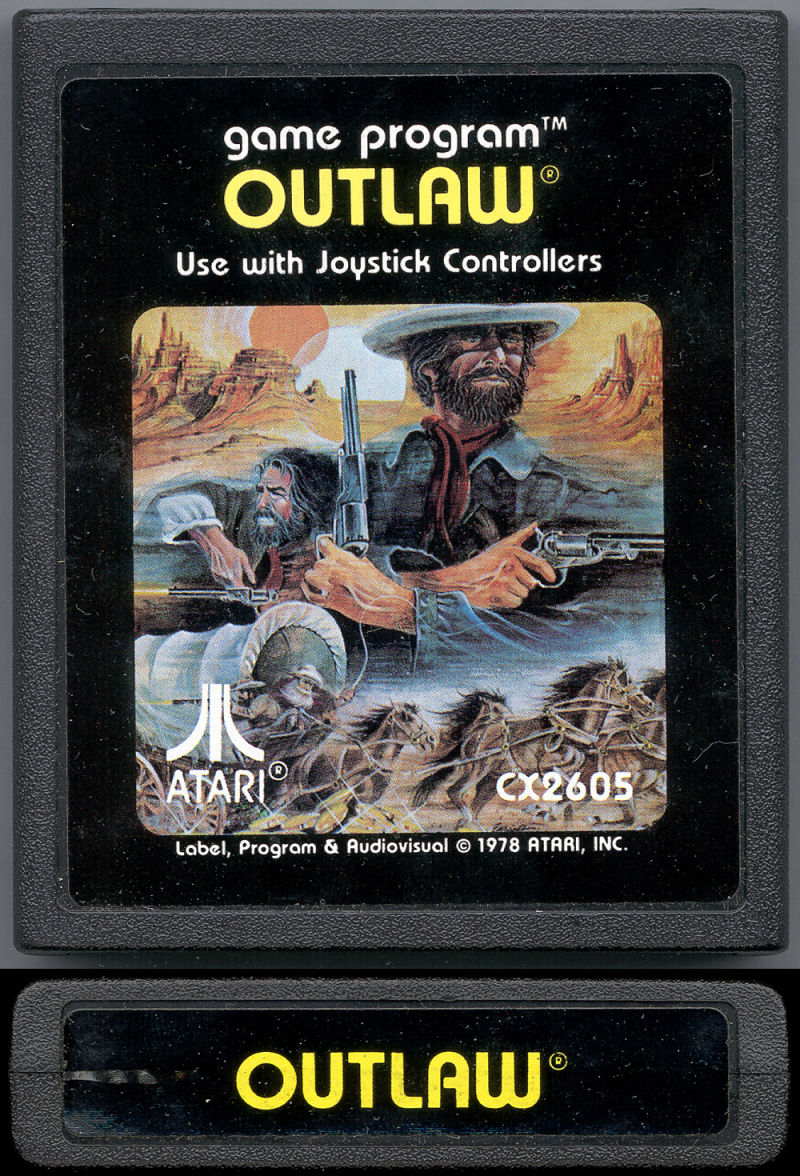 game program™
OUTLAW®
Use with Joystick Controllers
ATARI®
CX2605
Label, Program & Audiovisual © 1978 ATARI, INC.
OUTLAW®